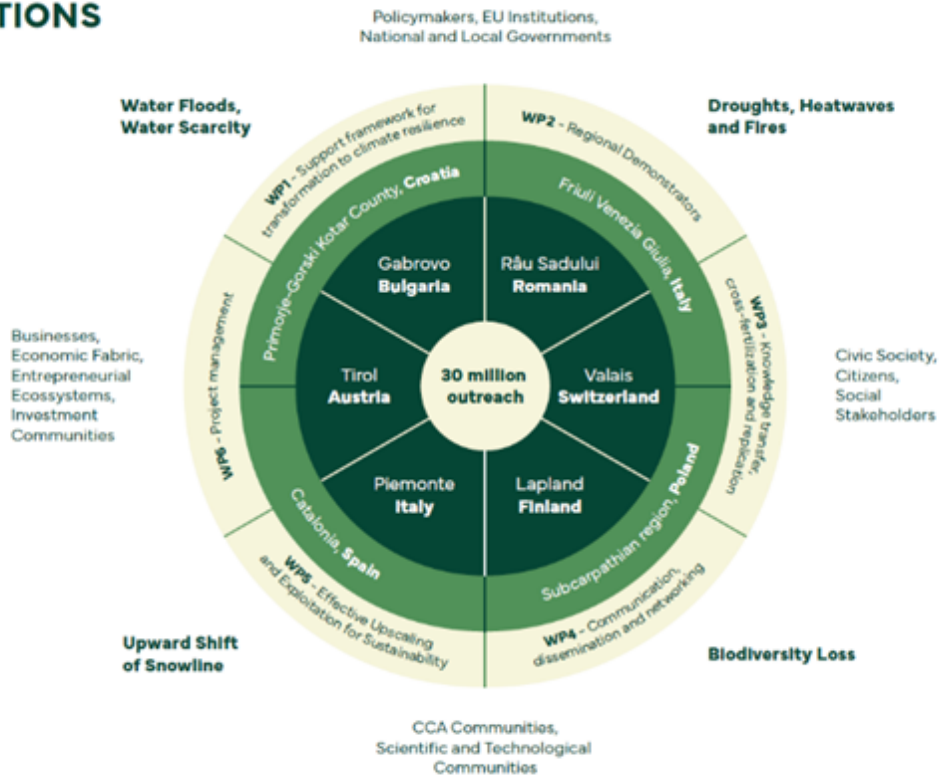 TIONS
Policymakers, EU Institutions,
National and Local Governments
Water Floods,
Water Scarcity
Droughts, Heatwaves
and Fires
WP1 - Support framework for
transformation to climate resilience
WP2 - Regional Demonstrators
Primorje-Gorski Kotar County, Croatia
Friuli Venezia Giulia, Italy
Gabrovo
Bulgaria
Râu Sadului
Romania
WP6 - Project management
WP3 - Knowledge transfer,
cross-fertilization and replication
Businesses,
Economic Fabric,
Entrepreneurial
Ecosystems,
Investment
Communities
Tirol
Austria
30 million
outreach
Valais
Switzerland
Civic Society,
Citizens,
Social
Stakeholders
Piemonte
Italy
Lapland
Finland
Catalonia, Spain
Subcarpathian region, Poland
WP5 - Effective Upscaling
and Exploitation for Sustainability
WP4 - Communication,
dissemination and networking
Upward Shift
of Snowline
Biodiversity Loss
CCA Communities,
Scientific and Technological
Communities